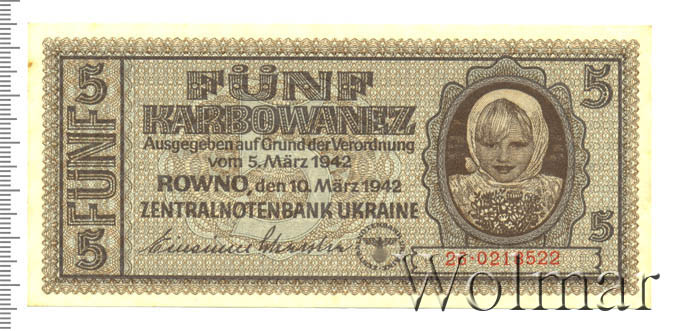 5
FÜNF
5
FÜNF
KARBOWANEZ
Ausgegeben auf Grund der Verordnung
vom 5. März 1942
ROWNO, den 10. März 1942
ZENTRALNOTENBANK UKRAINE
5
5
Wolmar